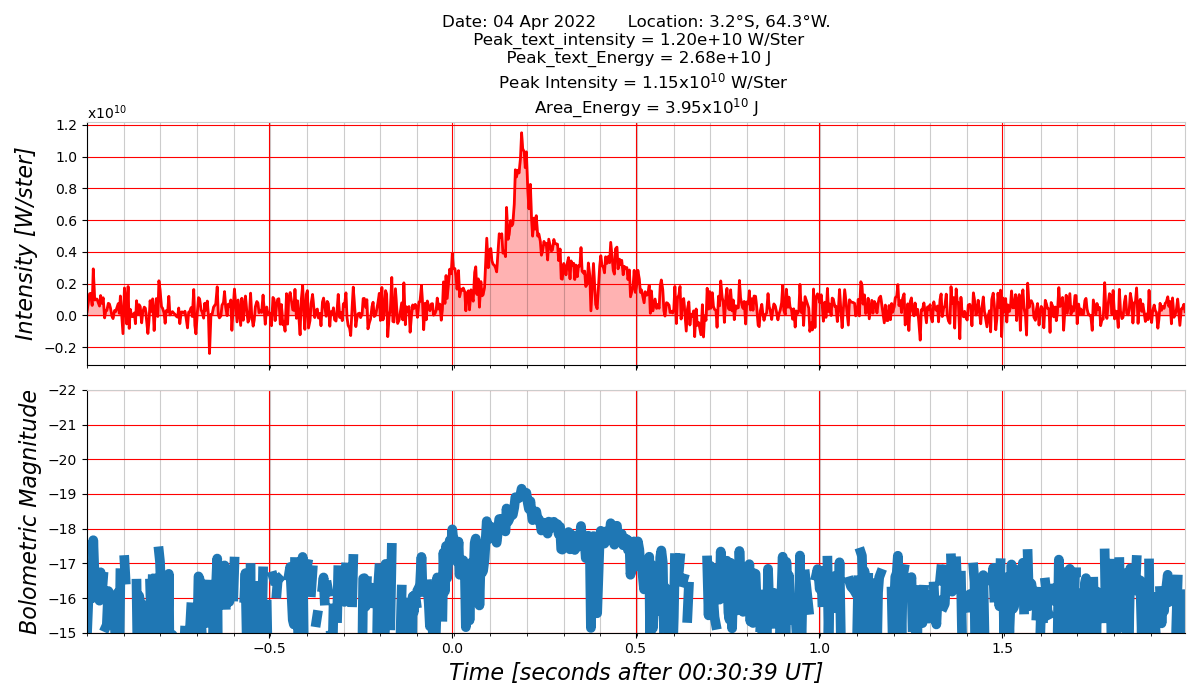 Date: 04 Apr 2022      Location: 3.2°S, 64.3°W.
Peak_text_intensity = 1.20e+10 W/Ster
Peak_text_Energy = 2.68e+10 J
Peak Intensity = 1.15x10¹⁰ W/Ster
Area_Energy = 3.95x10¹⁰ J
x10¹⁰
Intensity [W/ster]
1.2
1.0
0.8
0.6
0.4
0.2
0.0
−0.2
Bolometric Magnitude
−22
−21
−20
−19
−18
−17
−16
−15
−0.5 0.0 0.5 1.0 1.5
Time [seconds after 00:30:39 UT]